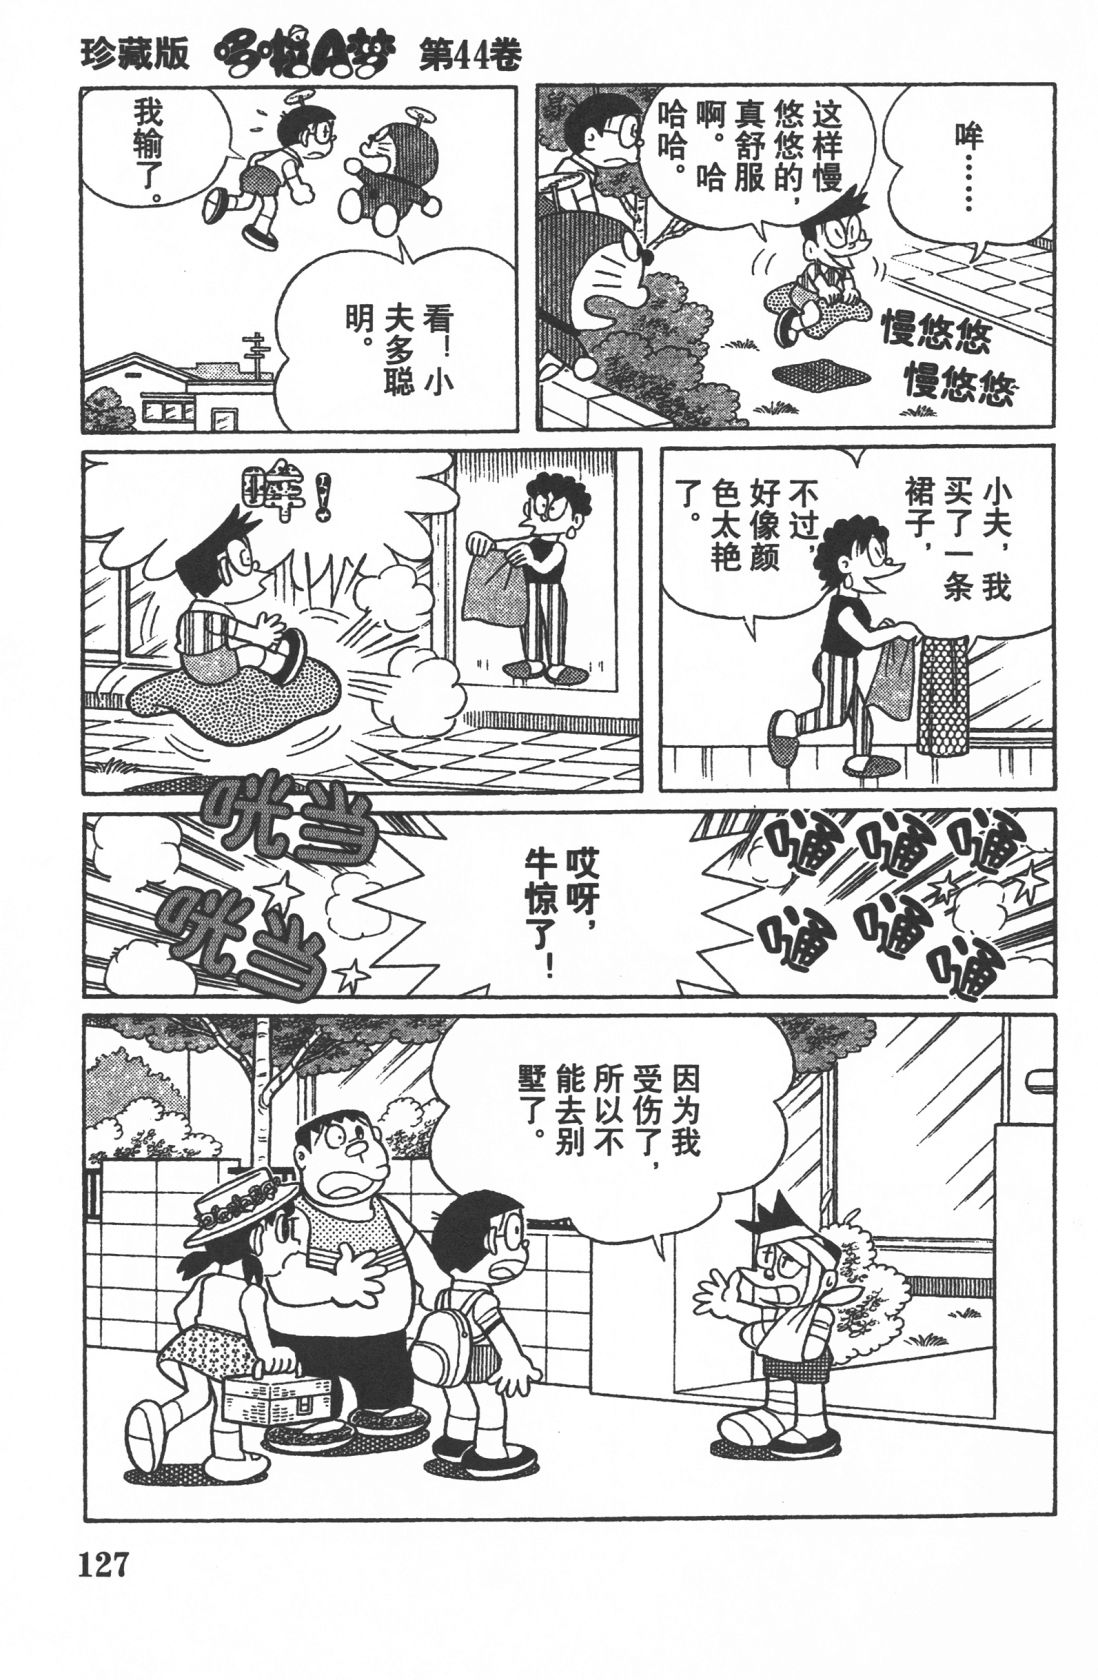 珍藏版 哆啦A梦 第44卷
哞……
这样慢
悠悠的，
真舒服
啊。哈
哈哈。
慢悠悠
慢悠悠
看！小
夫多聪
明。
我
输
了。
小夫，我
买了一条
裙子，
不过，
好像颜
色太艳
了。
哞！
嗵嗵嗵
嗵嗵嗵
哎呀，
牛惊了！
咣当
咣当
因为我
受伤了，
所以不
能去别
墅了。
127